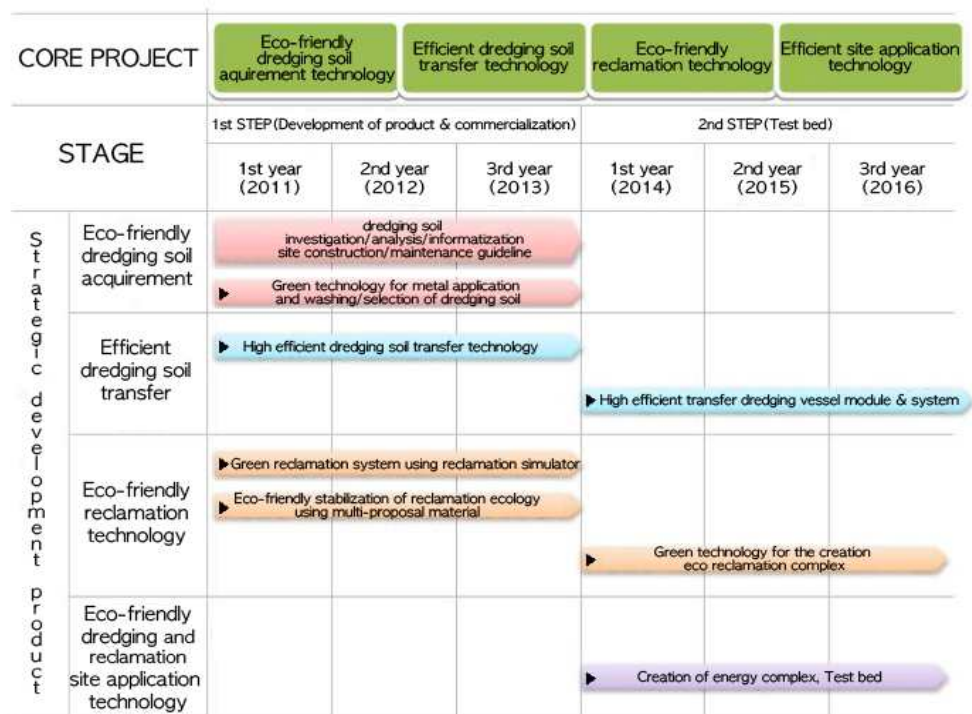 CORE PROJECT
Eco-friendly
dredging soil
aquirement technology
Efficient dredging soil
transfer technology
Eco-friendly
reclamation technology
Efficient site application
technology
STAGE
1st STEP(Development of product & commercialization)
2nd STEP(Test bed)
1st year
(2011)
2nd year
(2012)
3rd year
(2013)
1st year
(2014)
2nd year
(2015)
3rd year
(2016)
Strategic development product
Eco-friendly
dredging soil
acquirement
dredging soil
investigation/analysis/informatization
site construction/maintenance guideline
Green technology for metal application
and washing/selection of dredging soil
Efficient
dredging soil
transfer
High efficient dredging soil transfer technology
High efficient transfer dredging vessel module & system
Eco-friendly
reclamation
technology
Green reclamation system using reclamation simulator
Eco-friendly stabilization of reclamation ecology
using multi-proposal material
Green technology for the creation
eco reclamation complex
Eco-friendly
dredging and
reclamation
site application
technology
Creation of energy complex, Test bed